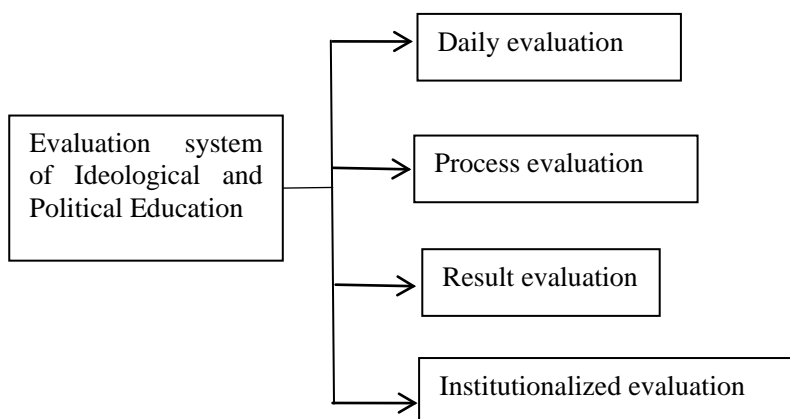 Daily evaluation
Evaluation system
of Ideological and
Political Education
Process evaluation
Result evaluation
Institutionalized evaluation